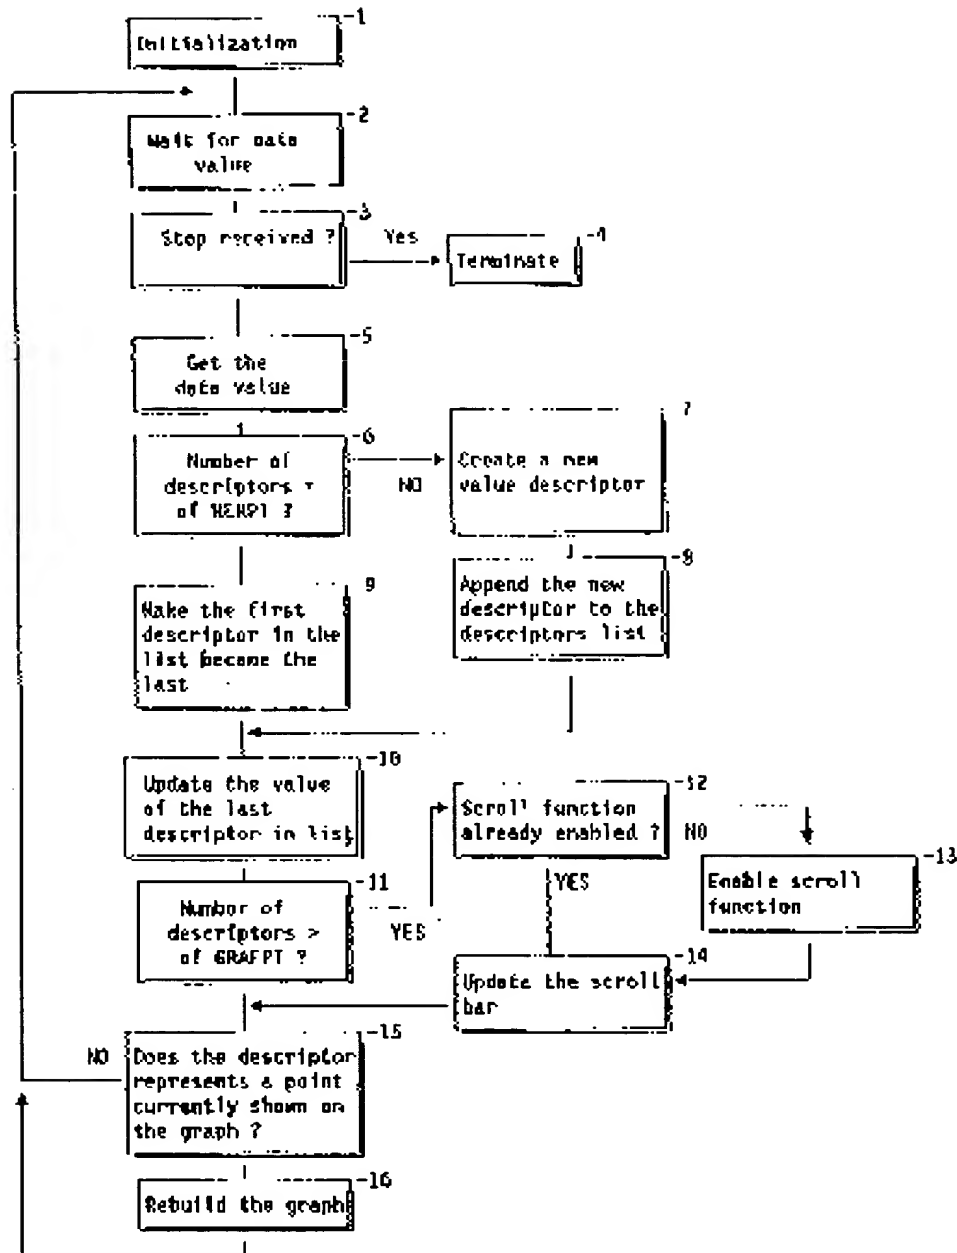 -1
Initialization
-2
Wait for data
value
-3
Stop received ?
Yes
-4
Terminate
-5
Get the
data value
-6
Number of
descriptors =
of MEMPT ?
NO
7
Create a new
value descriptor
-8
Append the new
descriptor to the
descriptors list
9
Make the first
descriptor in the
list become the
last
-10
Update the value
of the last
descriptor in list
-11
Number of
descriptors >
of GRAFPT ?
YES
-12
Scroll function
already enabled ?
NO
YES
-13
Enable scroll
function
-14
Update the scroll
bar
-15
NO
Does the descriptor
represents a point
currently shown on
the graph ?
-16
Rebuild the graph